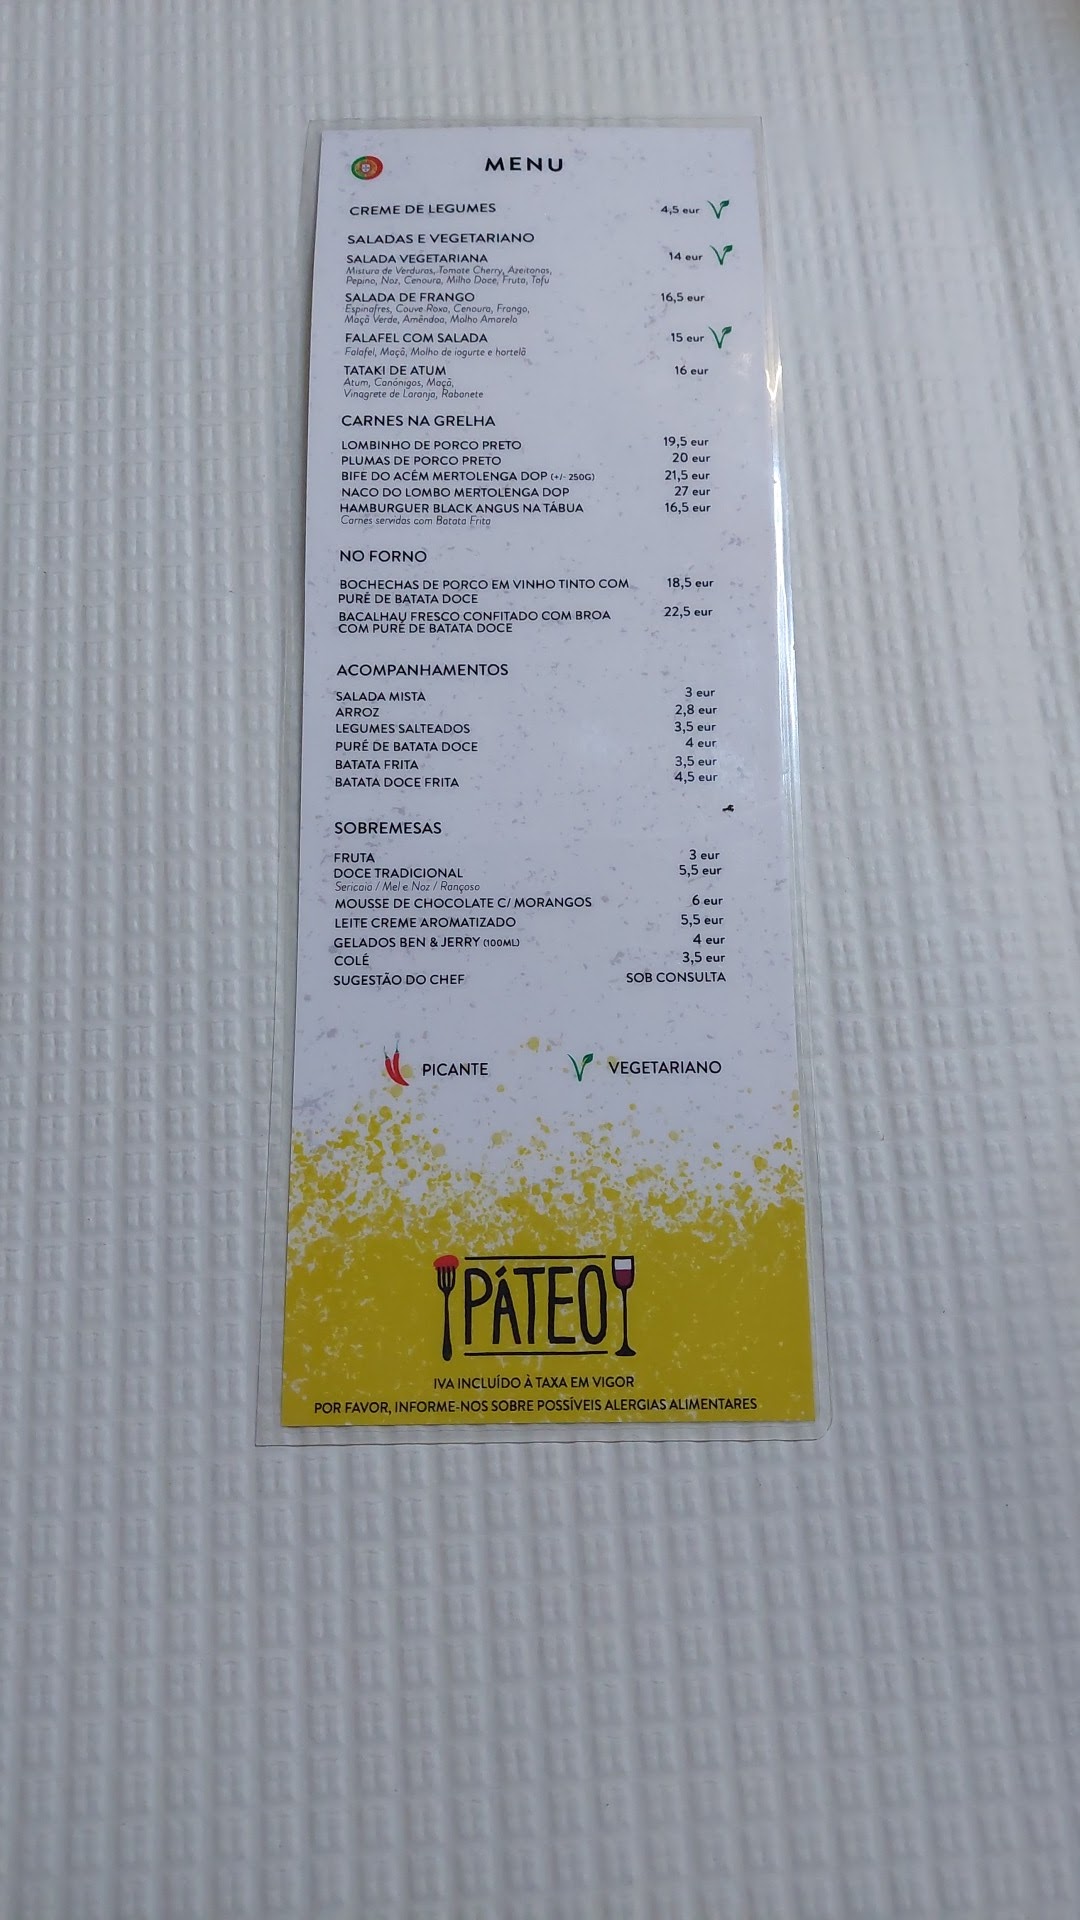 MENU
CREME DE LEGUMES 4,5 eur
SALADAS E VEGETARIANO
SALADA VEGETARIANA 14 eur
Mistura de Verduras, Tomate Cherry, Azeitonas,
Pepino, Noz, Cenoura, Milho Doce, Fruta, Tofu
SALADA DE FRANGO 16,5 eur
Espinafres, Couve Roxa, Cenoura, Frango,
Maçã Verde, Amêndoa, Molho Amarelo
FALAFEL COM SALADA 15 eur
Falafel, Maçã, Molho de iogurte e hortelã
TATAKI DE ATUM 16 eur
Atum, Canónigos, Maçã,
Vinagrete de Laranja, Rabanete
CARNES NA GRELHA
LOMBINHO DE PORCO PRETO 19,5 eur
PLUMAS DE PORCO PRETO 20 eur
BIFE DO ACÉM MERTOLENGA DOP (+/- 250G) 21,5 eur
NACO DO LOMBO MERTOLENGA DOP 27 eur
HAMBURGUER BLACK ANGUS NA TÁBUA 16,5 eur
Carnes servidas com Batata Frita
NO FORNO
BOCHECHAS DE PORCO EM VINHO TINTO COM 18,5 eur
PURÉ DE BATATA DOCE
BACALHAU FRESCO CONFITADO COM BROA 22,5 eur
COM PURÉ DE BATATA DOCE
ACOMPANHAMENTOS
SALADA MISTA 3 eur
ARROZ 2,8 eur
LEGUMES SALTEADOS 3,5 eur
PURÉ DE BATATA DOCE 4 eur
BATATA FRITA 3,5 eur
BATATA DOCE FRITA 4,5 eur
SOBREMESAS
FRUTA 3 eur
DOCE TRADICIONAL 5,5 eur
Sericaia / Mel e Noz / Rançoso
MOUSSE DE CHOCOLATE C/ MORANGOS 6 eur
LEITE CREME AROMATIZADO 5,5 eur
GELADOS BEN & JERRY (100ML) 4 eur
COLÉ 3,5 eur
SUGESTÃO DO CHEF SOB CONSULTA
PICANTE VEGETARIANO
PÁTEO
IVA INCLUÍDO À TAXA EM VIGOR
POR FAVOR, INFORME-NOS SOBRE POSSÍVEIS ALERGIAS ALIMENTARES